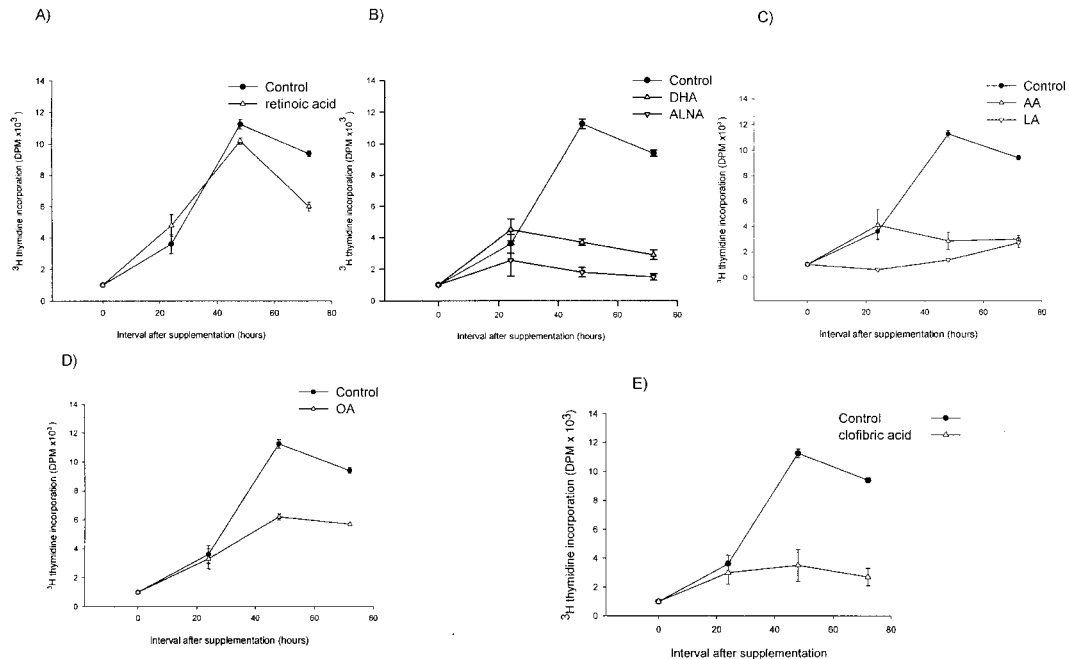 A)
Control
retinoic acid
³H thymidine incorporation (DPM x10³)
14
12
10
8
6
4
2
0
0 20 40 60 80
Interval after supplementation (hours)
B)
Control
DHA
ALNA
³H thymidine incorporation (DPM x10³)
14
12
10
8
6
4
2
0
0 20 40 60 80
Interval after supplementation (hours)
C)
Control
AA
LA
³H thymidine incorporation (DPM x10³)
14
12
10
8
6
4
2
0
0 20 40 60 80
Interval after supplementation (hours)
D)
Control
OA
³H thymidine incorporation (DPM x10³)
14
12
10
8
6
4
2
0
0 20 40 60 80
Interval after supplementation (hours)
E)
Control
clofibric acid
³H thymidine incorporation (DPM x 10³)
14
12
10
8
6
4
2
0
0 20 40 60 80
Interval after supplementation